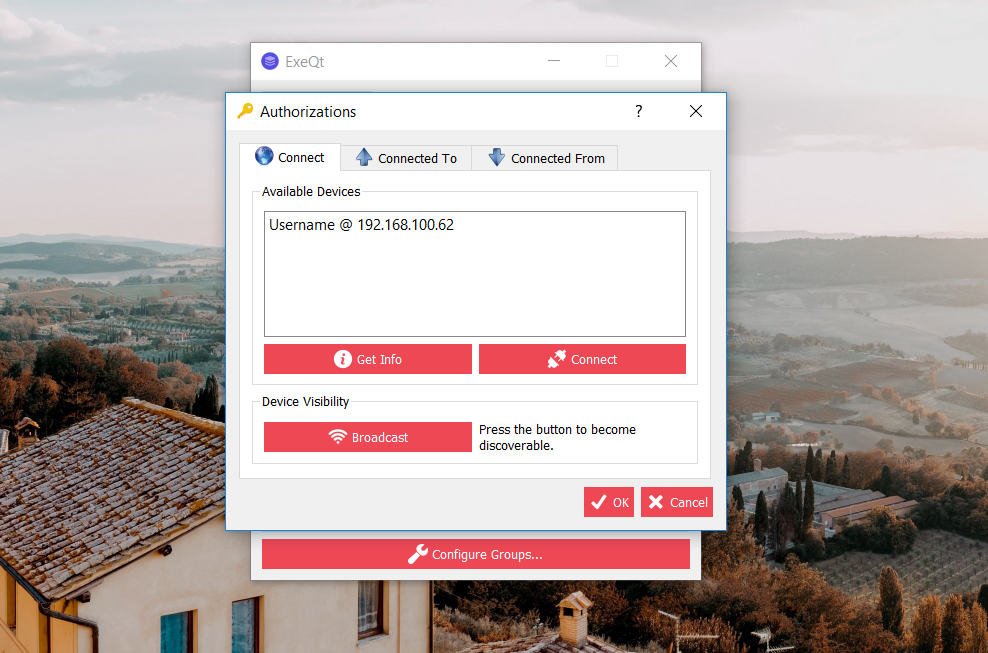 ExeQt
Authorizations
?
Connect
Connected To
Connected From
Available Devices
Username @ 192.168.100.62
Get Info
Connect
Device Visibility
Broadcast
Press the button to become
discoverable.
OK
Cancel
Configure Groups...